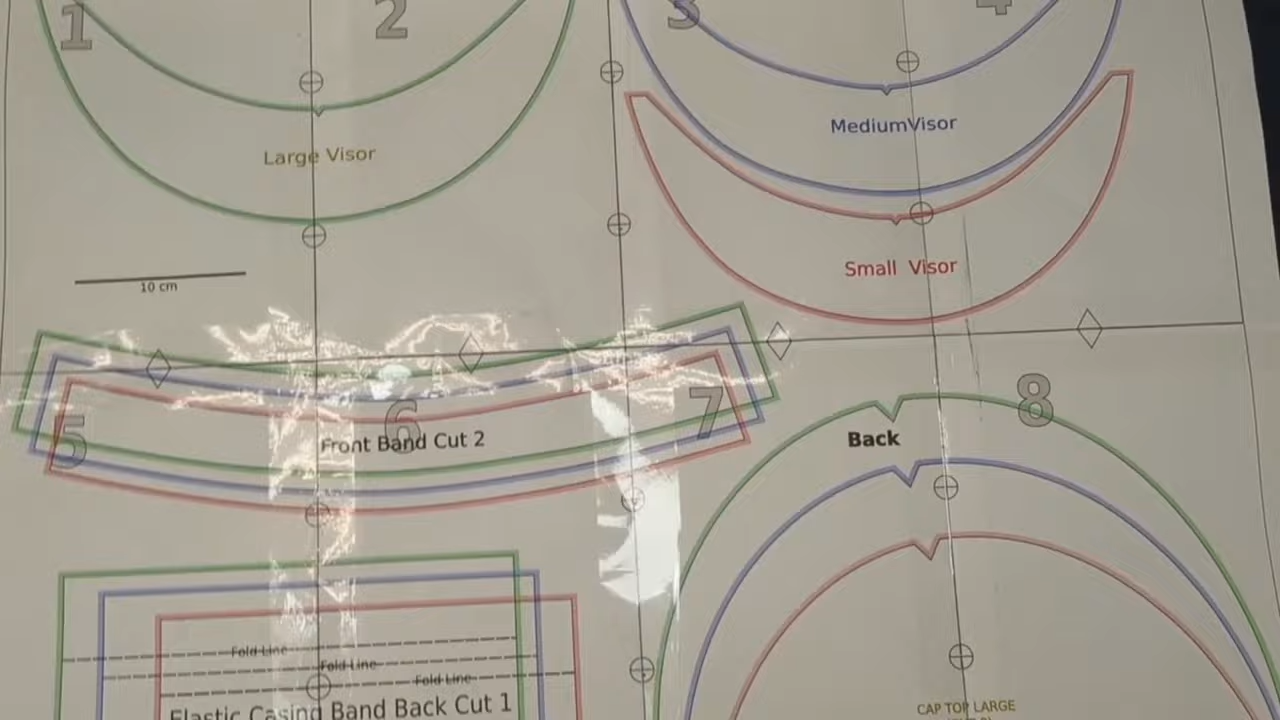 1
2
3
4
Large Visor
MediumVisor
Small Visor
10 cm
5
6
7
8
Front Band Cut 2
Back
Fold Line
Fold Line
Fold Line
Elastic Casing Band Back Cut 1
CAP TOP LARGE